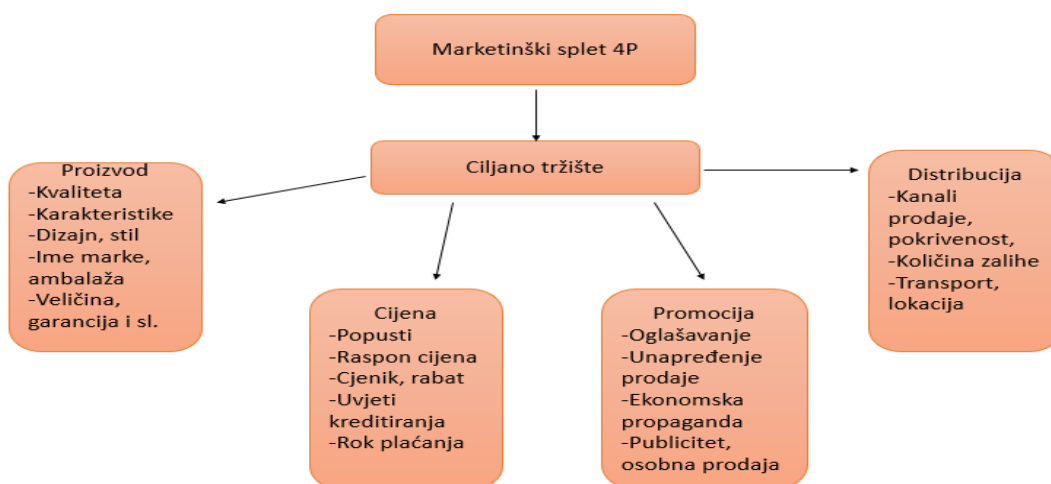 Marketinški splet 4P
Ciljano tržište
Proizvod
-Kvaliteta
-Karakteristike
-Dizajn, stil
-Ime marke,
ambalaža
-Veličina,
garancija i sl.
Cijena
-Popusti
-Raspon cijena
-Cjenik, rabat
-Uvjeti
kreditiranja
-Rok plaćanja
Promocija
-Oglašavanje
-Unapređenje
prodaje
-Ekonomska
propaganda
-Publicitet,
osobna prodaja
Distribucija
-Kanali
prodaje,
pokrivenost,
-Količina zalihe
-Transport,
lokacija